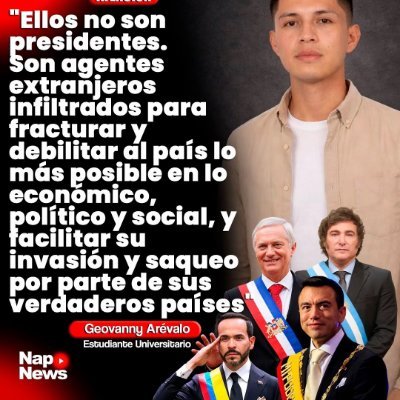 "Ellos no son
presidentes.
Son agentes
extranjeros
infiltrados para
fracturar y
debilitar al país lo
más posible en lo
económico,
político y social, y
facilitar su
invasión y saqueo
por parte de sus
verdaderos países"
Geovanny Arévalo
Estudiante Universitario
Nap
News